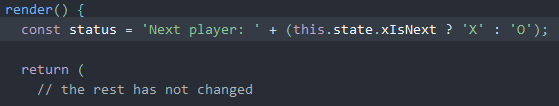 render() {
const status = 'Next player: ' + (this.state.xIsNext ? 'X' : 'O');
return (
// the rest has not changed